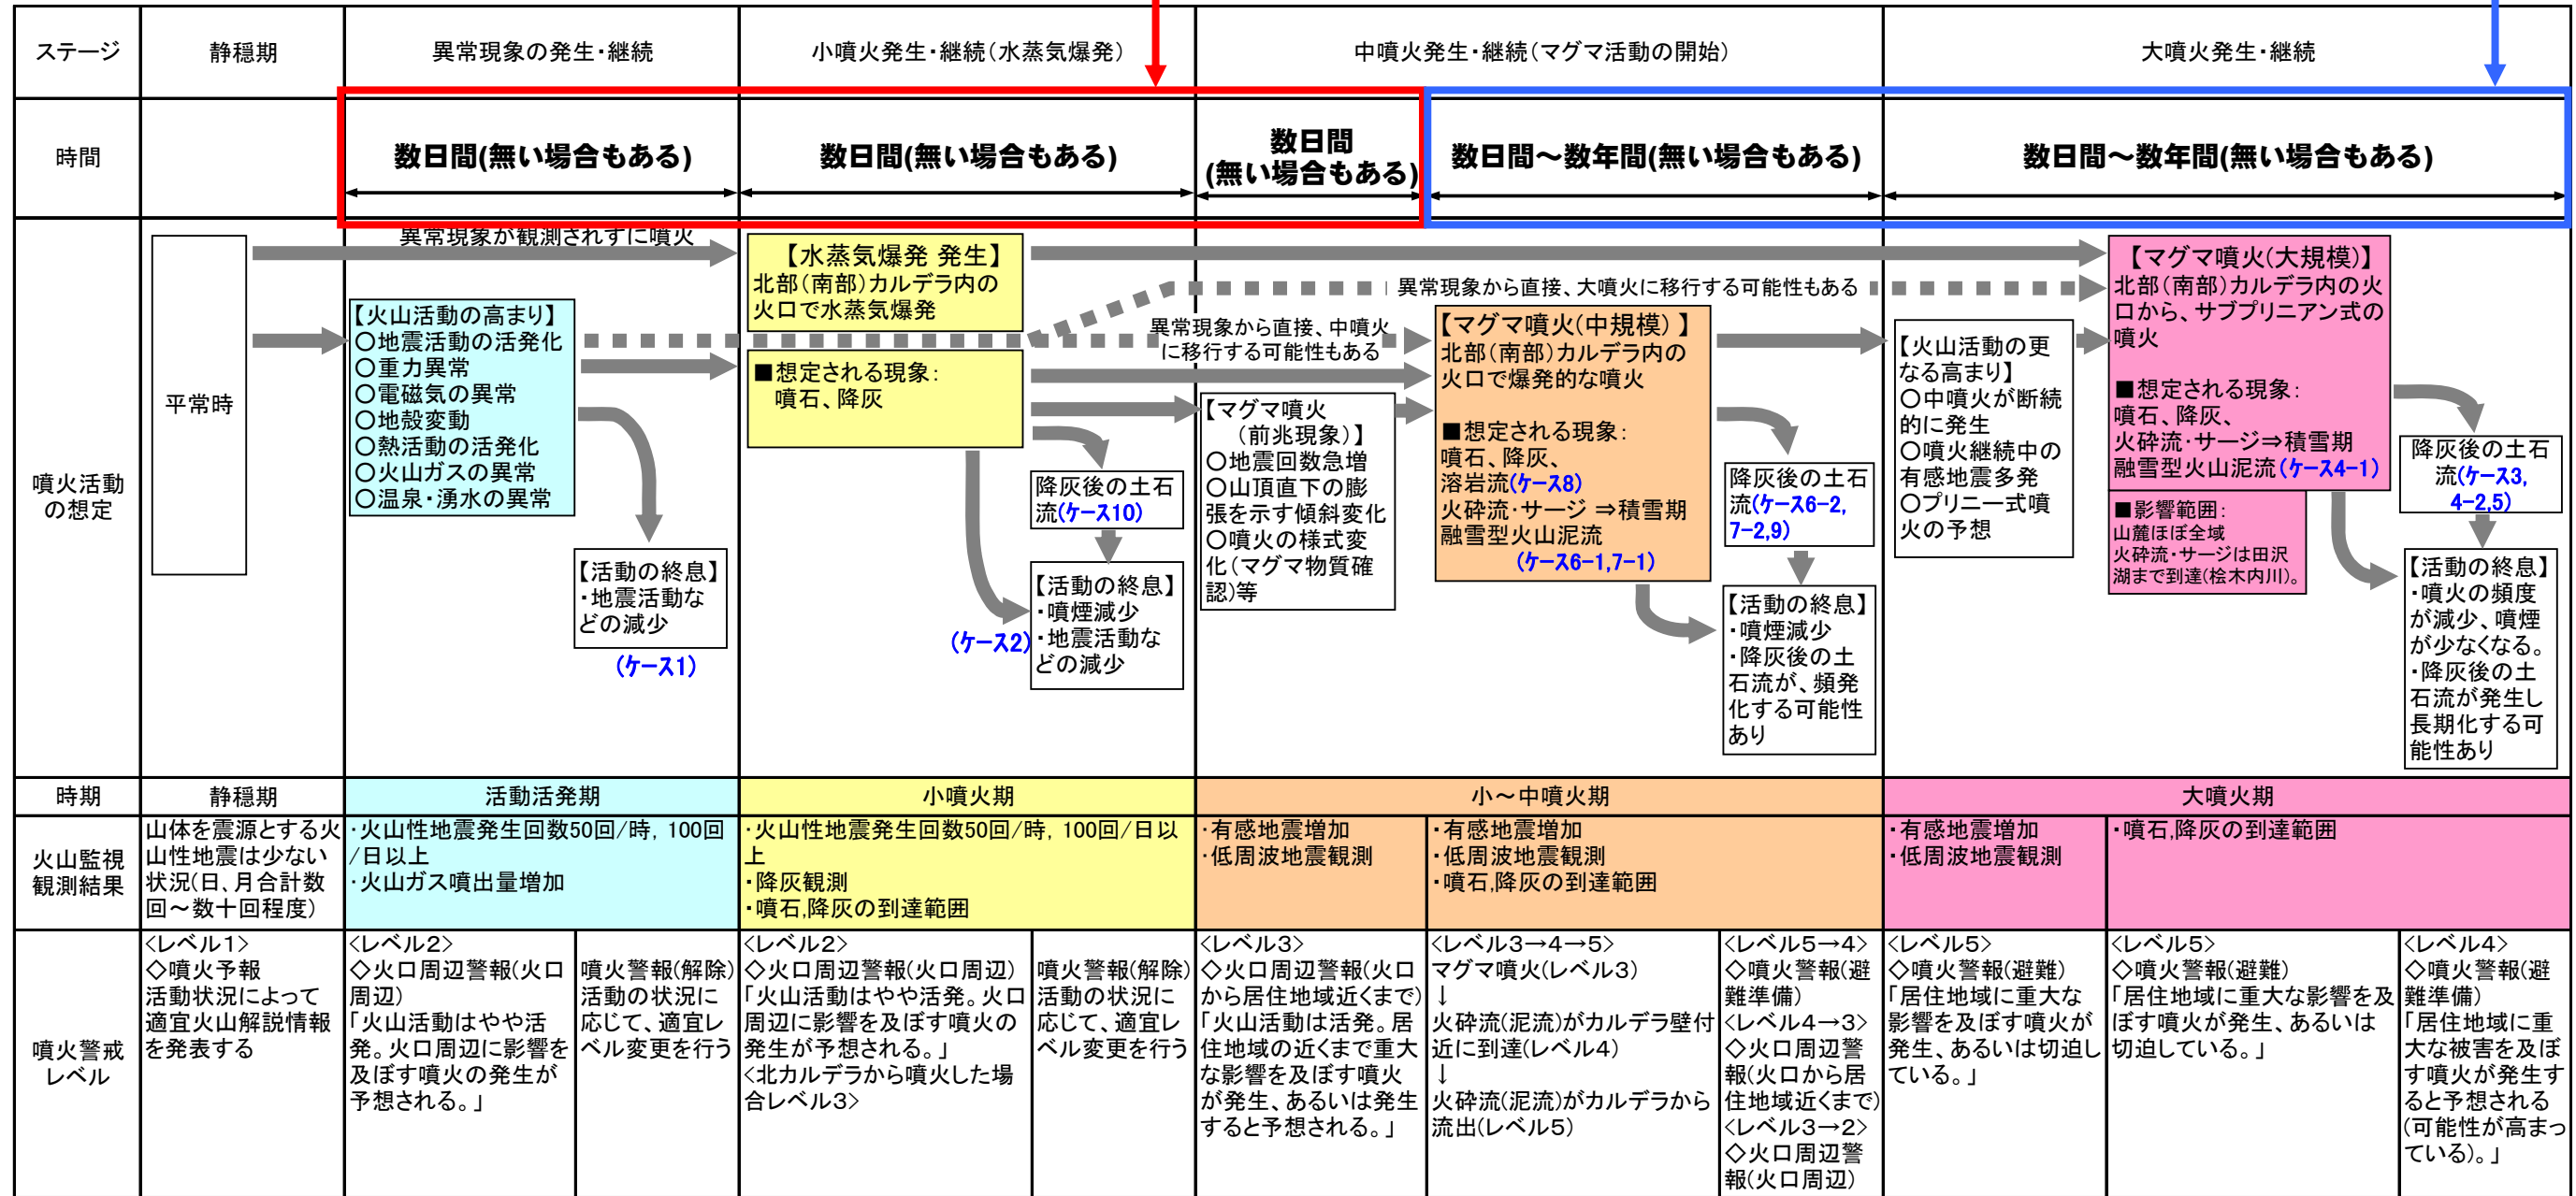 ステージ
静穏期
異常現象の発生・継続
小噴火発生・継続(水蒸気爆発)
中噴火発生・継続(マグマ活動の開始)
大噴火発生・継続
時間
数日間(無い場合もある)
数日間(無い場合もある)
数日間
(無い場合もある)
数日間～数年間(無い場合もある)
数日間～数年間(無い場合もある)
噴火活動
の想定
平常時
異常現象が観測されずに噴火
【火山活動の高まり】
○地震活動の活発化
○重力異常
○電磁気の異常
○地殻変動
○熱活動の活発化
○火山ガスの異常
○温泉・湧水の異常
【活動の終息】
・地震活動な
どの減少
(ケース1)
【水蒸気爆発 発生】
北部(南部)カルデラ内の
火口で水蒸気爆発
■想定される現象:
噴石、降灰
降灰後の土石
流(ケース10)
【活動の終息】
・噴煙減少
・地震活動な
どの減少
(ケース2)
異常現象から直接、大噴火に移行する可能性もある
異常現象から直接、中噴火
に移行する可能性もある
【マグマ噴火
(前兆現象)】
○地震回数急増
○山頂直下の膨
張を示す傾斜変化
○噴火の様式変
化(マグマ物質確
認)等
【マグマ噴火(中規模)】
北部(南部)カルデラ内の
火口で爆発的な噴火
■想定される現象:
噴石、降灰、
溶岩流(ケース8)
火砕流・サージ ⇒積雪期
融雪型火山泥流
(ケース6-1,7-1)
降灰後の土石
流(ケース6-2,
7-2,9)
【活動の終息】
・噴煙減少
・降灰後の土
石流が、頻発
化する可能性
あり
【火山活動の更
なる高まり】
○中噴火が断続
的に発生
○噴火継続中の
有感地震多発
○プリニー式噴
火の予想
【マグマ噴火(大規模)】
北部(南部)カルデラ内の火
口から、サブプリニアン式の
噴火
■想定される現象:
噴石、降灰、
火砕流・サージ⇒積雪期
融雪型火山泥流(ケース4-1)
■影響範囲:
山麓ほぼ全域
火砕流・サージは田沢
湖まで到達(桧木内川)。
降灰後の土石
流(ケース3,
4-2,5)
【活動の終息】
・噴火の頻度
が減少、噴煙
が少なくなる。
・降灰後の土
石流が発生し
長期化する可
能性あり
時期
静穏期
活動活発期
小噴火期
小～中噴火期
大噴火期
火山監視
観測結果
山体を震源とする火
山性地震は少ない
状況(日、月合計数
回～数十回程度)
・火山性地震発生回数50回/時, 100回
/日以上
・火山ガス噴出量増加
・火山性地震発生回数50回/時, 100回/日以
上
・降灰観測
・噴石,降灰の到達範囲
・有感地震増加
・低周波地震観測
・有感地震増加
・低周波地震観測
・噴石,降灰の到達範囲
・有感地震増加
・低周波地震観測
・噴石,降灰の到達範囲
噴火警戒
レベル
<レベル1>
◇噴火予報
活動状況によって
適宜火山解説情報
を発表する
<レベル2>
◇火口周辺警報(火口
周辺)
「火山活動はやや活
発。火口周辺に影響を
及ぼす噴火の発生が
予想される。」
噴火警報(解除)
活動の状況に
応じて、適宜レ
ベル変更を行う
<レベル2>
◇火口周辺警報(火口周辺)
「火山活動はやや活発。火口
周辺に影響を及ぼす噴火の
発生が予想される。」
<北カルデラから噴火した場
合レベル3>
噴火警報(解除)
活動の状況に
応じて、適宜レ
ベル変更を行う
<レベル3>
◇火口周辺警報(火口
から居住地域近くまで)
「火山活動は活発。居
住地域の近くまで重大
な影響を及ぼす噴火
が発生、あるいは発生
すると予想される。」
<レベル3→4→5>
マグマ噴火(レベル3)
↓
火砕流(泥流)がカルデラ壁付
近に到達(レベル4)
↓
火砕流(泥流)がカルデラから
流出(レベル5)
<レベル5→4>
◇噴火警報(避
難準備)
<レベル4→3>
◇火口周辺警
報(火口から居
住地域近くまで)
<レベル3→2>
◇火口周辺警
報(火口周辺)
<レベル5>
◇噴火警報(避難)
「居住地域に重大な
影響を及ぼす噴火が
発生、あるいは切迫し
ている。」
<レベル5>
◇噴火警報(避難)
「居住地域に重大な影響を及
ぼす噴火が発生、あるいは
切迫している。」
<レベル4>
◇噴火警報(避
難準備)
「居住地域に重
大な被害を及ぼ
す噴火が発生す
ると予想される
(可能性が高まっ
ている)。」